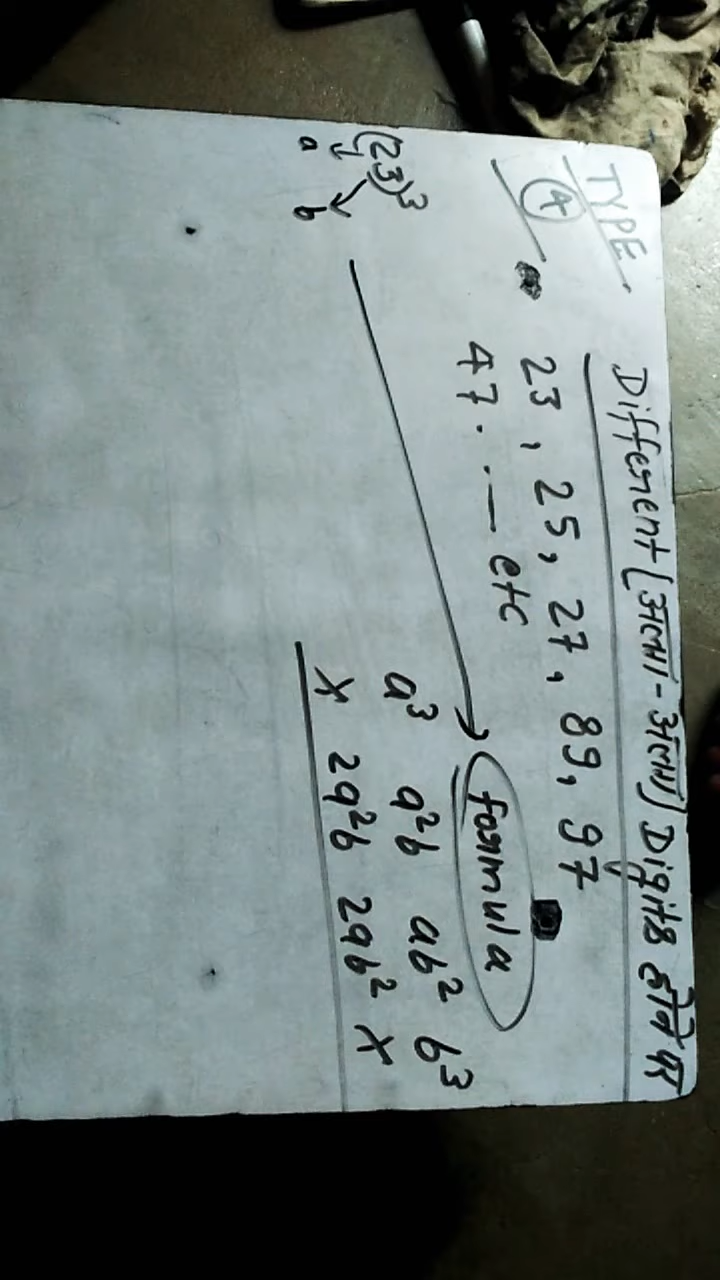 TYPE Different (अलग-अलग) Digits होने पर
4
23, 25, 27, 89, 97
47. . — etc
(23)³
a b
formula
a³ a²b ab² b³
x 2a²b 2ab² x